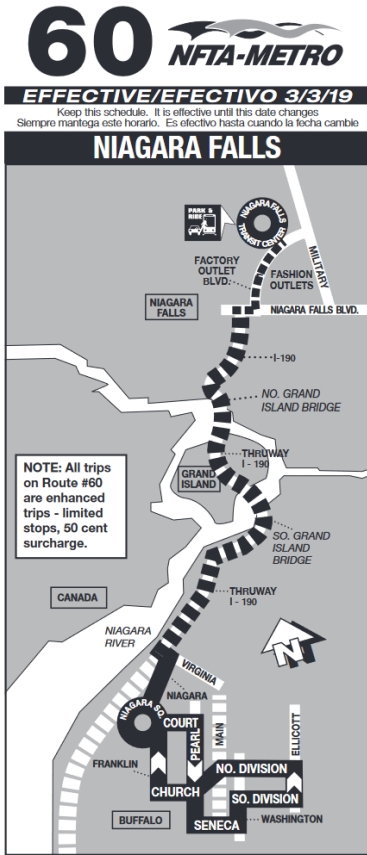 60
NFTA-METRO
EFFECTIVE/EFECTIVO 3/3/19
Keep this schedule. It is effective until this date changes
Siempre mantega este horario. Es efectivo hasta cuando la fecha cambie
NIAGARA FALLS
PARK &
RIDE
NIAGARA FALLS
TRANSIT CENTER
MILITARY
FACTORY
OUTLET
BLVD.
FASHION
OUTLETS
NIAGARA
FALLS
NIAGARA FALLS BLVD.
I-190
NO. GRAND
ISLAND BRIDGE
THRUWAY
I - 190
GRAND
ISLAND
NOTE: All trips
on Route #60
are enhanced
trips - limited
stops, 50 cent
surcharge.
SO. GRAND
ISLAND
BRIDGE
CANADA
THRUWAY
I - 190
NIAGARA
RIVER
N
VIRGINIA
NIAGARA
NIAGARA SQ.
COURT
PEARL
MAIN
ELLICOTT
FRANKLIN
NO. DIVISION
CHURCH
SO. DIVISION
BUFFALO
SENECA
WASHINGTON